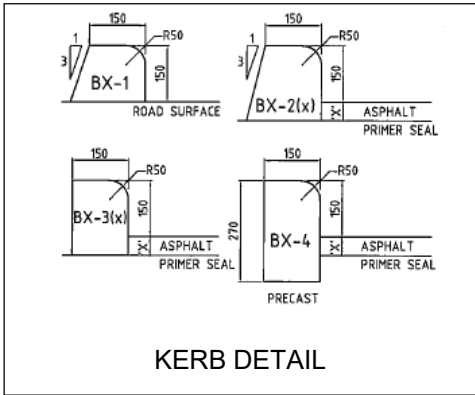 150
R50
1
3
BX-1
150
ROAD SURFACE
150
R50
1
3
BX-2(x)
150
'X'
ASPHALT
PRIMER SEAL
150
R50
BX-3(x)
150
'X'
ASPHALT
PRIMER SEAL
150
R50
270
BX-4
150
'X'
ASPHALT
PRIMER SEAL
PRECAST
KERB DETAIL